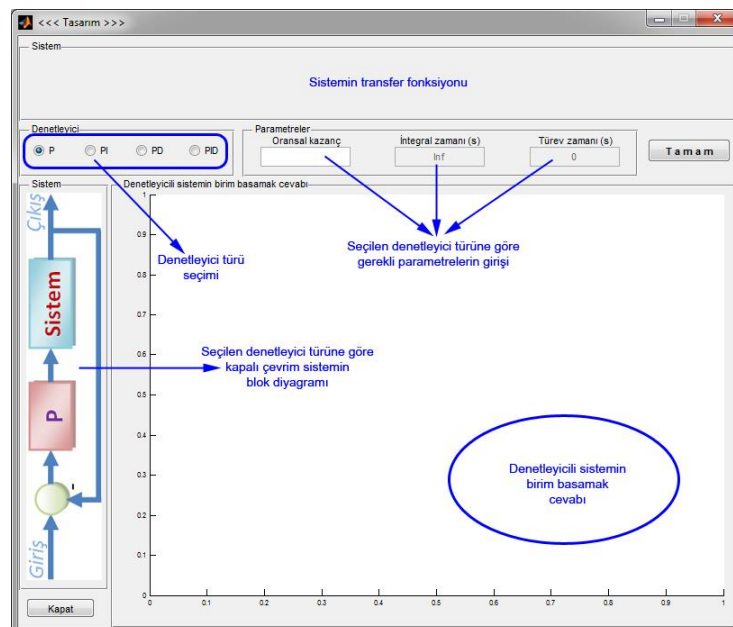 <<< Tasarım >>>
Sistem
Sistemin transfer fonksiyonu
Denetleyici
P PI PD PID
Parametreler
Oransal kazanç İntegral zamanı (s) Türev zamanı (s)
Inf 0
Tamam
Sistem
Çıkış
Sistem
P
-
Giriş
Kapat
Denetleyicili sistemin birim basamak cevabı
1
0.9
0.8
0.7
0.6
0.5
0.4
0.3
0.2
0.1
0
0 0.1 0.2 0.3 0.4 0.5 0.6 0.7 0.8 0.9 1
Denetleyici türü
seçimi
Seçilen denetleyici türüne göre
gerekli parametrelerin girişi
Seçilen denetleyici türüne göre
kapalı çevrim sistemin
blok diyagramı
Denetleyicili sistemin
birim basamak
cevabı